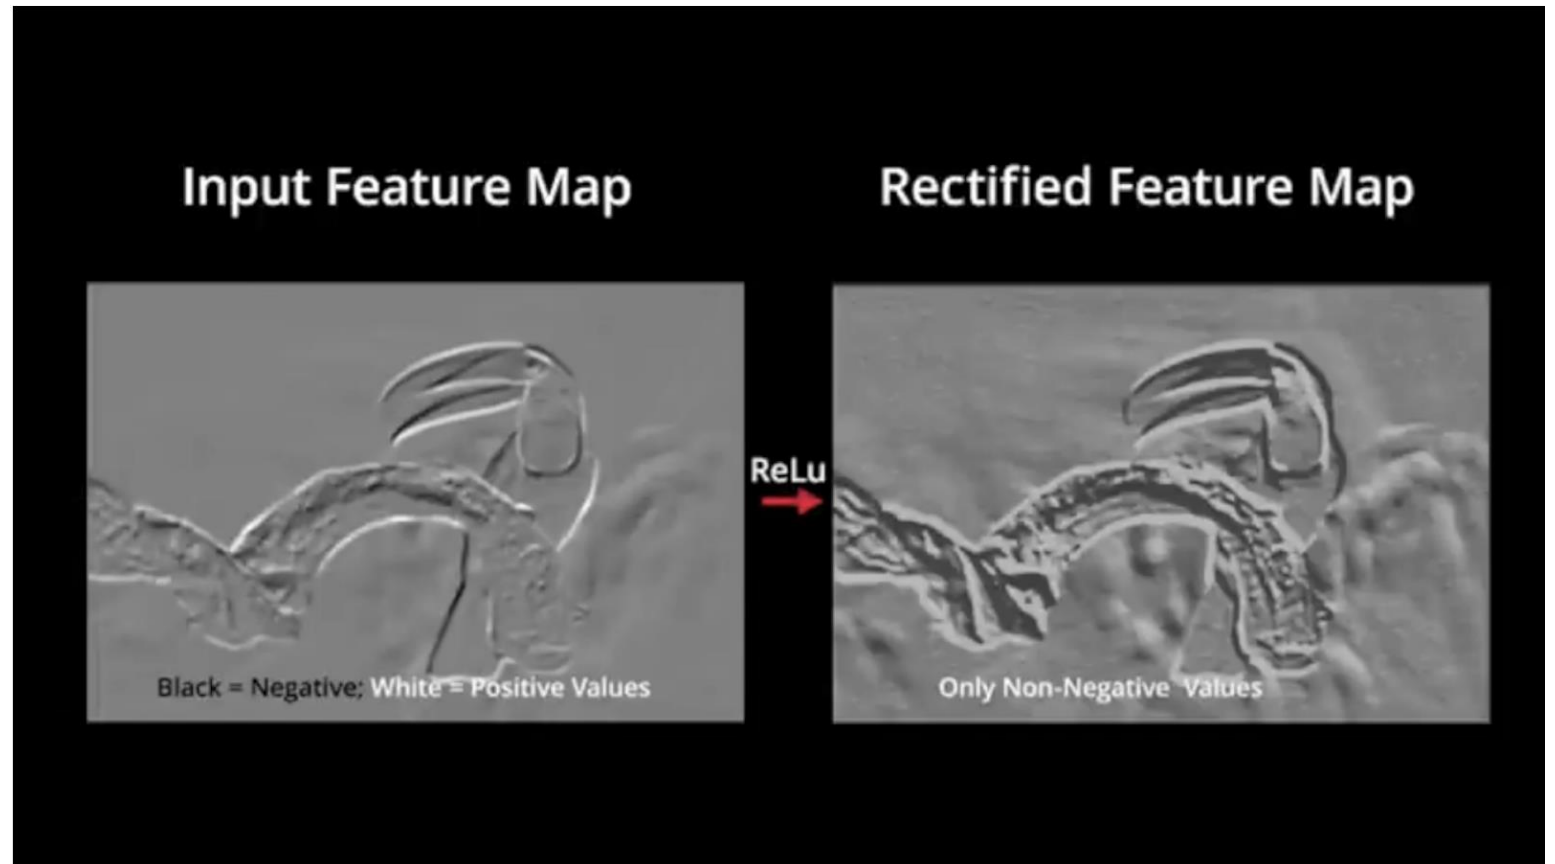 Input Feature Map
Rectified Feature Map
ReLu
Black = Negative; White = Positive Values
Only Non-Negative Values